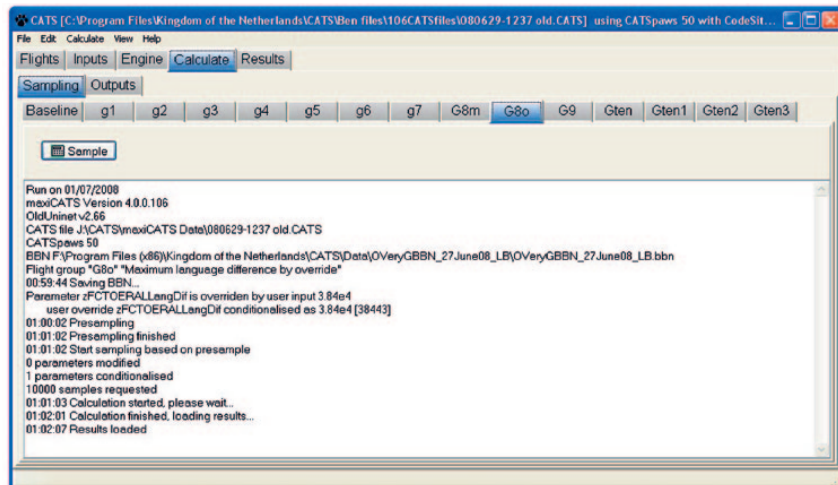 CATS [C:\Program Files\Kingdom of the Netherlands\CATS\Ben files\106CATSfiles\080629-1237 old.CATS] using CATSpaws 50 with CodeSit...
File Edit Calculate View Help
Flights Inputs Engine Calculate Results
Sampling Outputs
Baseline g1 g2 g3 g4 g5 g6 g7 G8m G8o G9 Gten Gten1 Gten2 Gten3
Sample
Run on 01/07/2008
maxiCATS Version 4.0.0.106
OldUninet v2.66
CATS file J:\CATS\maxiCATS Data\080629-1237 old.CATS
CATSpaws 50
BBN F:\Program Files (x86)\Kingdom of the Netherlands\CATS\Data\OVeryGBBN_27June08_LB\OVeryGBBN_27June08_LB.bbn
Flight group "G8o" "Maximum language difference by override"
00:59:44 Saving BBN...
Parameter zFCTOERALLangDif is overriden by user input 3.84e4
user override zFCTOERALLangDif conditionalised as 3.84e4 [38443]
01:00:02 Presampling
01:01:02 Presampling finished
01:01:02 Start sampling based on presample
0 parameters modified
1 parameters conditionalised
10000 samples requested
01:01:03 Calculation started, please wait...
01:02:01 Calculation finished, loading results...
01:02:07 Results loaded